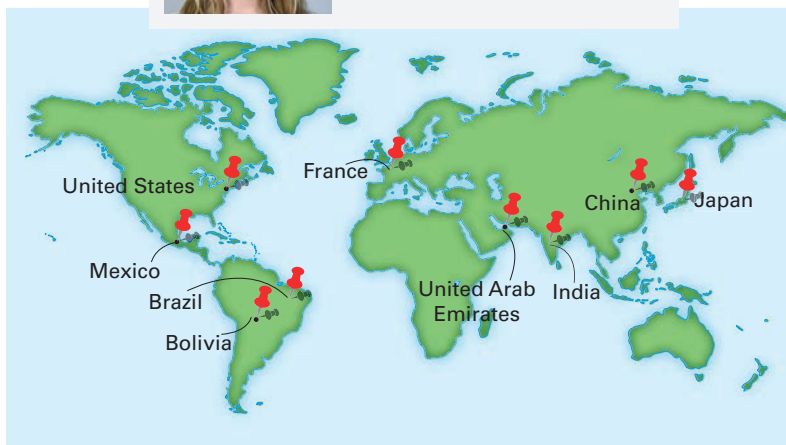 France
United States
China
Japan
Mexico
United Arab
Emirates
India
Brazil
Bolivia